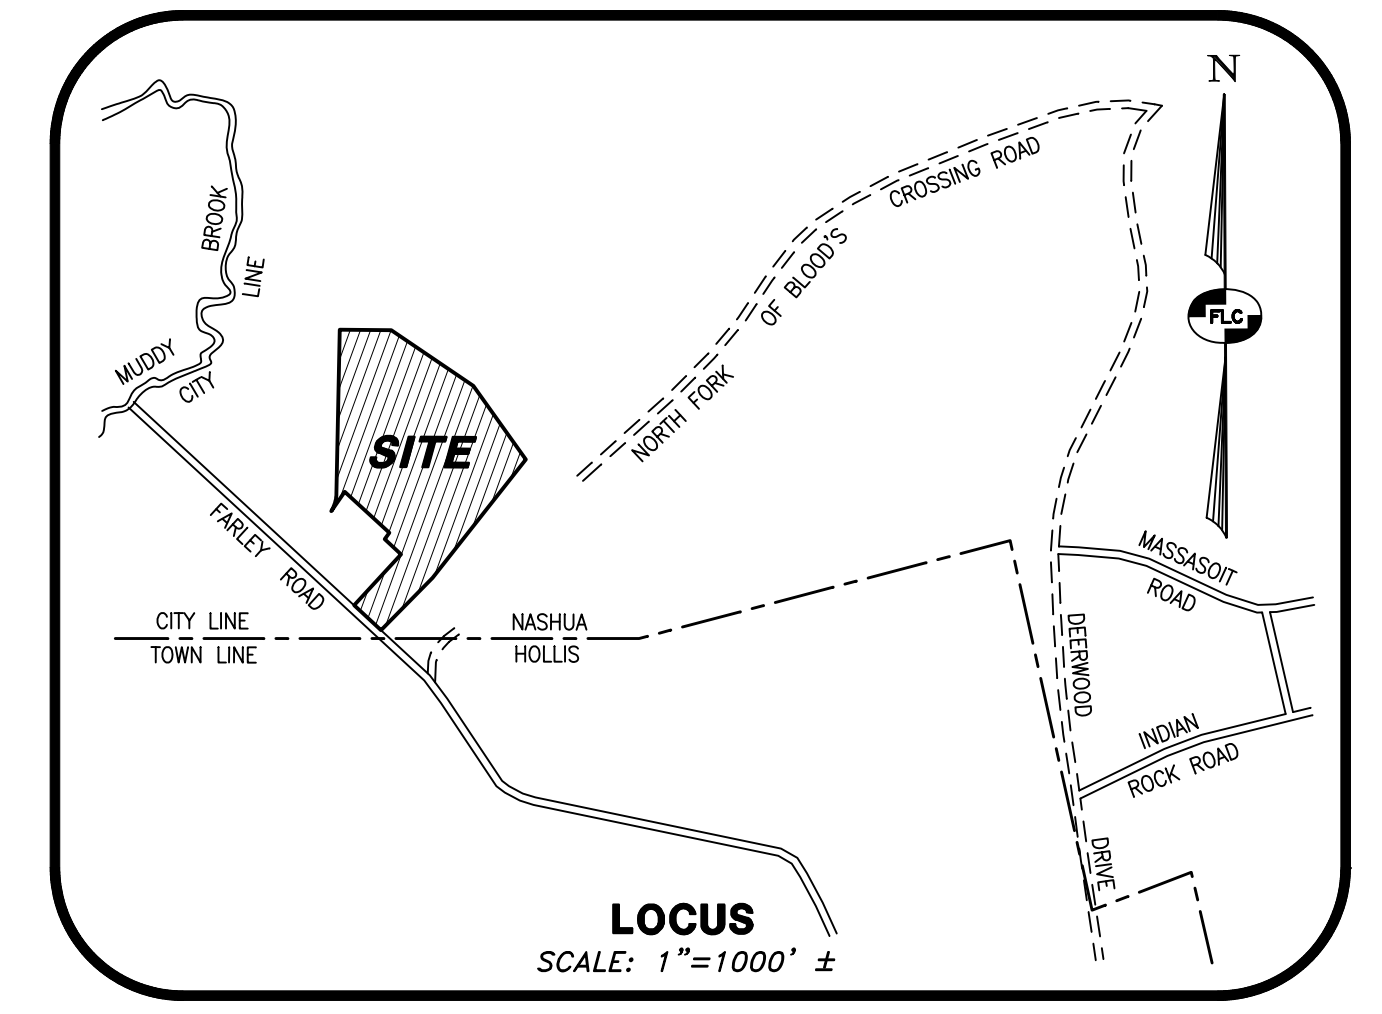 N
CROSSING ROAD
BROOK
LINE
OF BLOOD'S
FLC
MUDDY
CITY
NORTH FORK
SITE
FARLEY
ROAD
MASSASOIT
ROAD
CITY LINE
NASHUA
TOWN LINE
HOLLIS
DEERWOOD
INDIAN
ROCK ROAD
DRIVE
LOCUS
SCALE: 1"=1000' ±